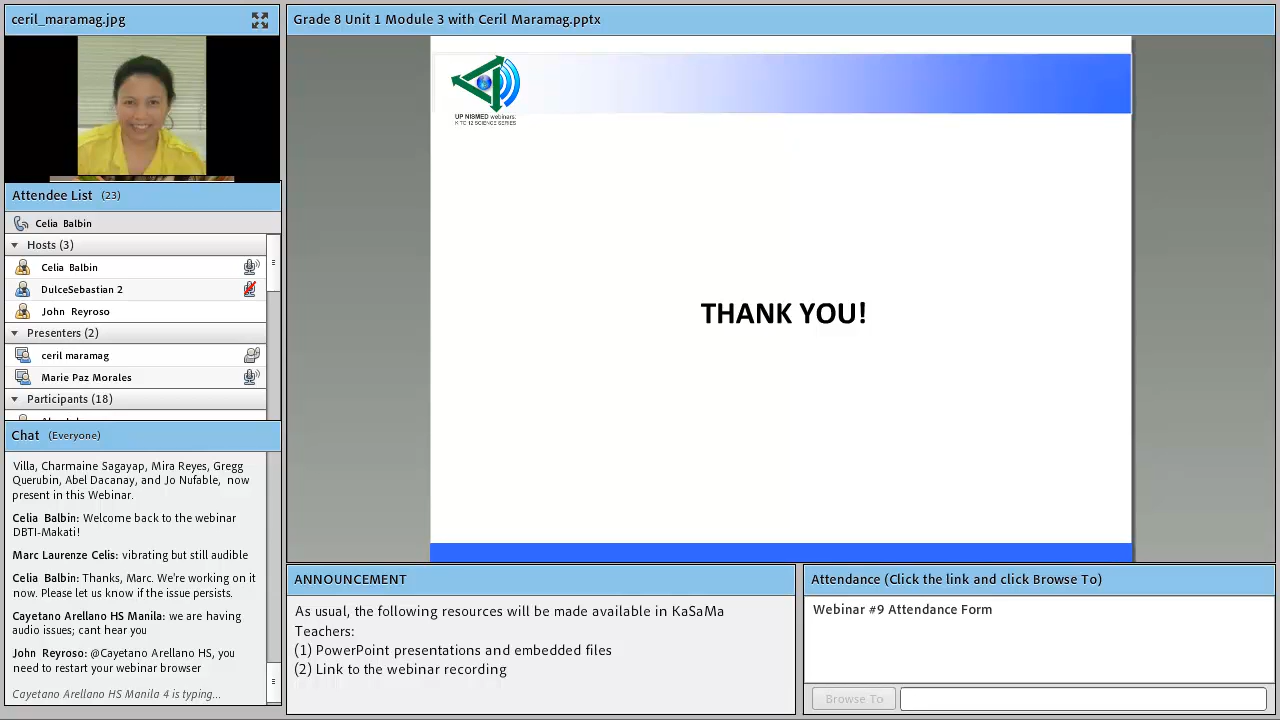 ceril_maramag.jpg
Attendee List (23)
Celia Balbin
Hosts (3)
Celia Balbin
DulceSebastian 2
John Reyroso
Presenters (2)
ceril maramag
Marie Paz Morales
Participants (18)
Chat (Everyone)
Villa, Charmaine Sagayap, Mira Reyes, Gregg
Querubin, Abel Dacanay, and Jo Nufable, now
present in this Webinar.
Celia Balbin: Welcome back to the webinar
DBTI-Makati!
Marc Laurenze Celis: vibrating but still audible
Celia Balbin: Thanks, Marc. We're working on it
now. Please let us know if the issue persists.
Cayetano Arellano HS Manila: we are having
audio issues; cant hear you
John Reyroso: @Cayetano Arellano HS, you
need to restart your webinar browser
Cayetano Arellano HS Manila 4 is typing...
Grade 8 Unit 1 Module 3 with Ceril Maramag.pptx
UP NISMED webinars:
K TO 12 SCIENCE SERIES
THANK YOU!
ANNOUNCEMENT
As usual, the following resources will be made available in KaSaMa
Teachers:
(1) PowerPoint presentations and embedded files
(2) Link to the webinar recording
Attendance (Click the link and click Browse To)
Webinar #9 Attendance Form
Browse To